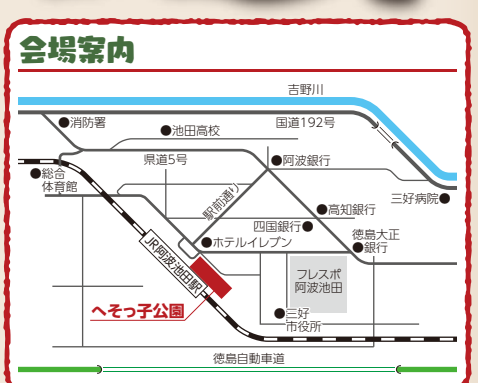 会場案内
吉野川
消防署
池田高校
国道192号
県道5号
阿波銀行
総合
体育館
三好病院
駅前通り
高知銀行
四国銀行
徳島大正
銀行
ホテルイレブン
JR阿波池田駅
フレスポ
阿波池田
へそっ子公園
三好
市役所
徳島自動車道